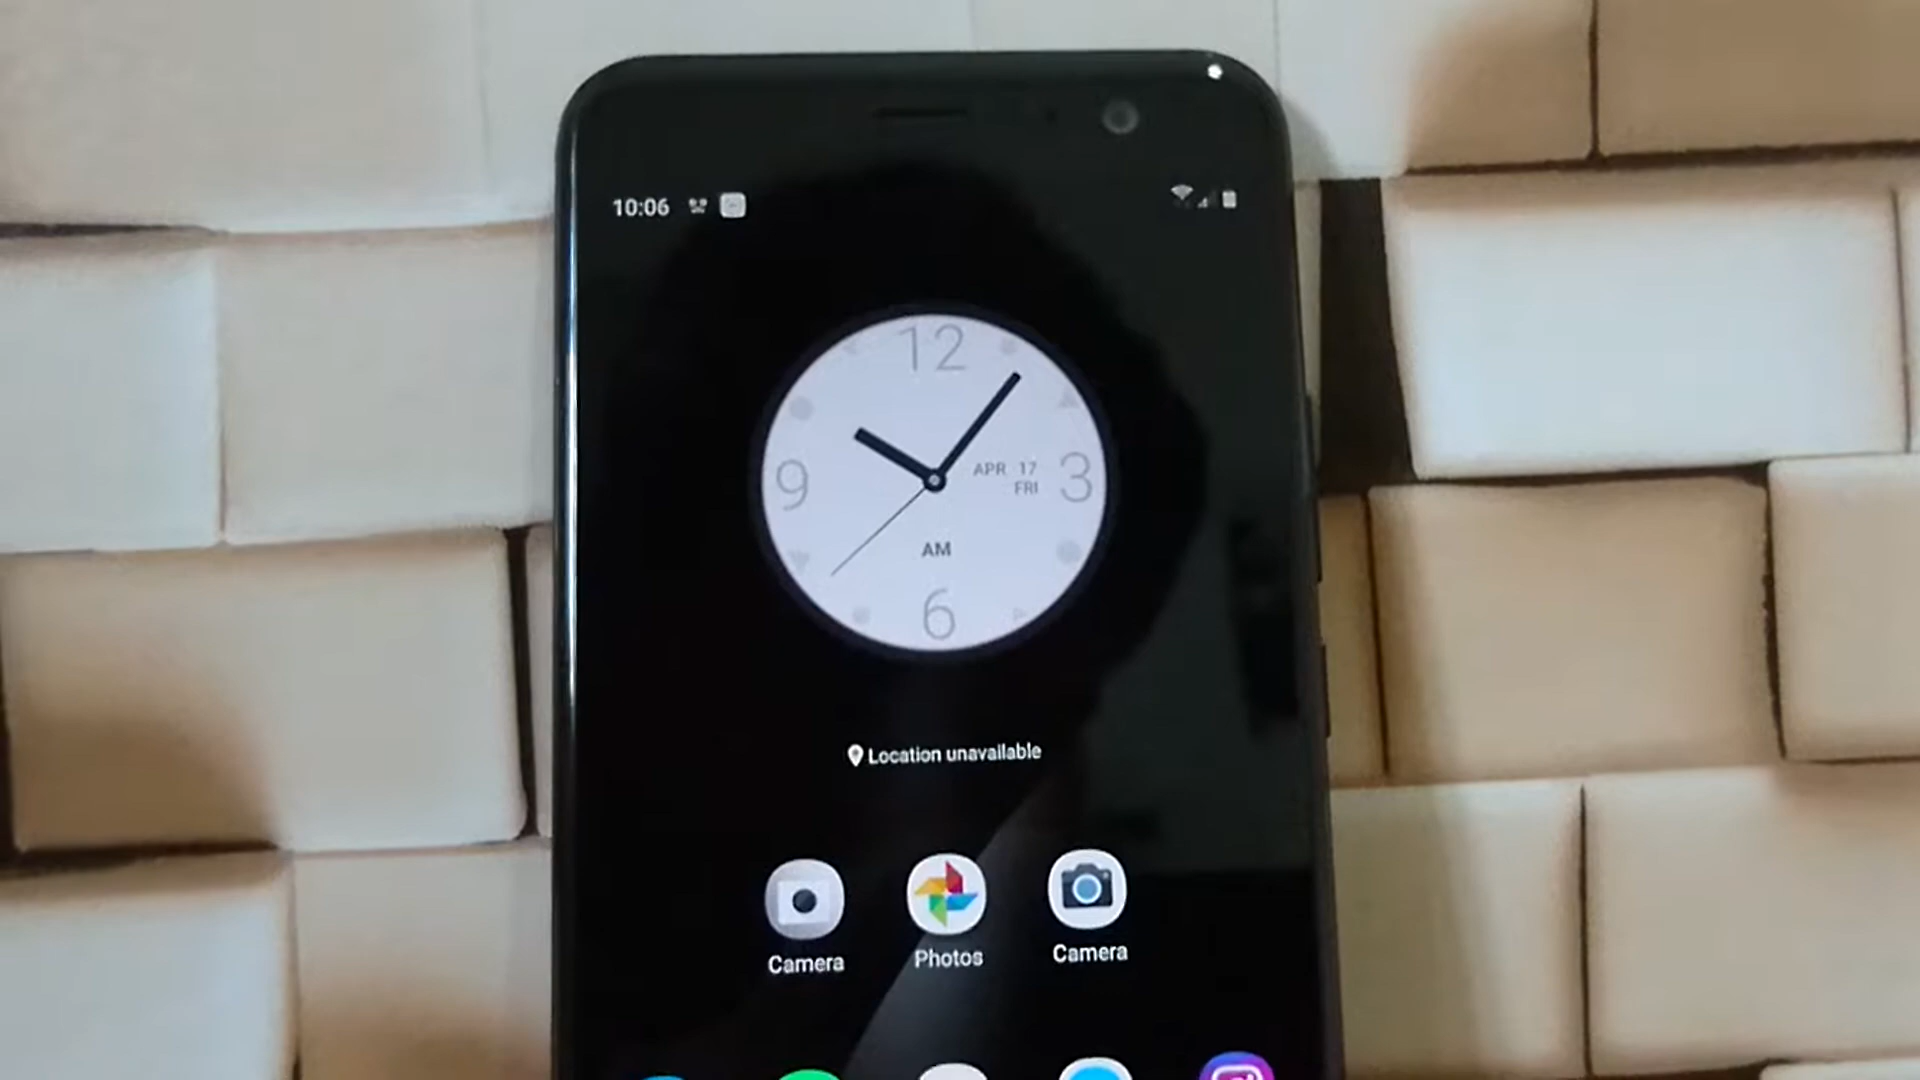 10:06
12
9
APR 17
3
FRI
AM
6
Location unavailable
Camera
Photos
Camera